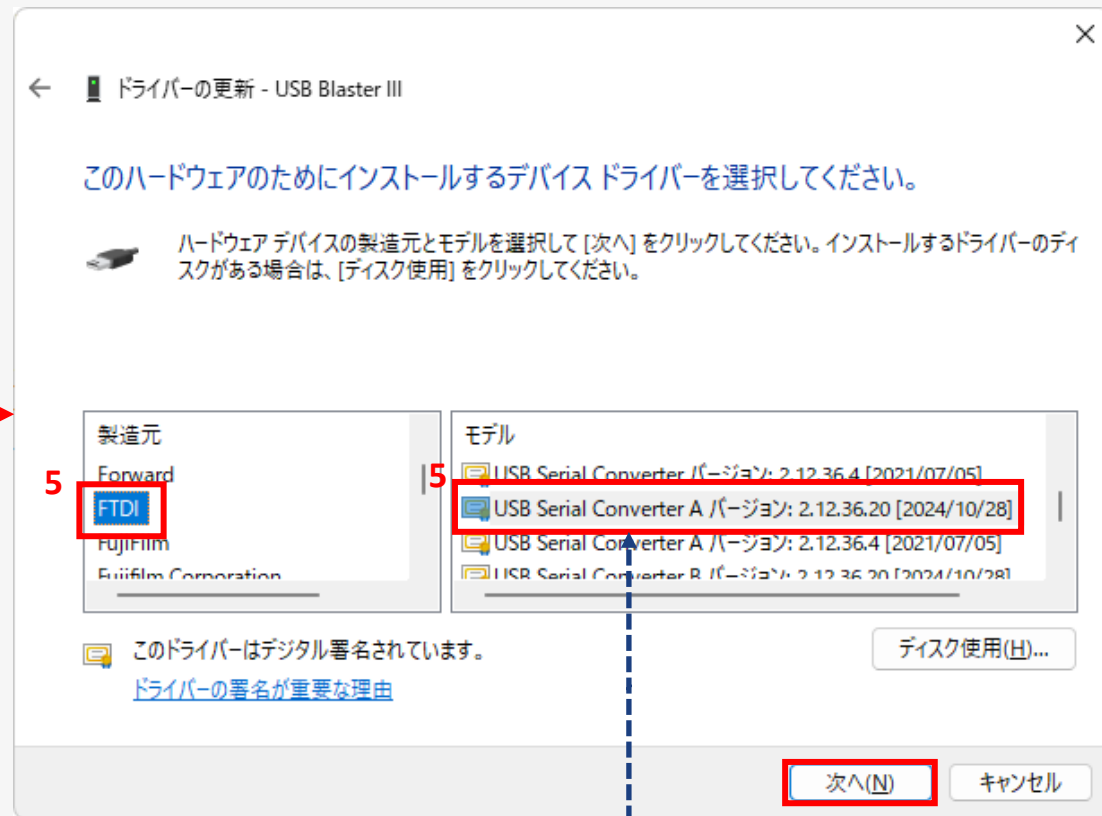 ドライバーの更新 - USB Blaster III
このハードウェアのためにインストールするデバイス ドライバーを選択してください。
ハードウェア デバイスの製造元とモデルを選択して [次へ] をクリックしてください。インストールするドライバーのディ
スクがある場合は、[ディスク使用] をクリックしてください。
製造元
Forward
5
FTDI
FujiFilm
Fujifilm Corporation
モデル
USB Serial Converter バージョン: 2.12.36.4 [2021/07/05]
5
USB Serial Converter A バージョン: 2.12.36.20 [2024/10/28]
USB Serial Converter A バージョン: 2.12.36.4 [2021/07/05]
USB Serial Converter B バージョン: 2.12.36.20 [2024/10/28]
このドライバーはデジタル署名されています。
ディスク使用(H)...
ドライバーの署名が重要な理由
次へ(N)
キャンセル